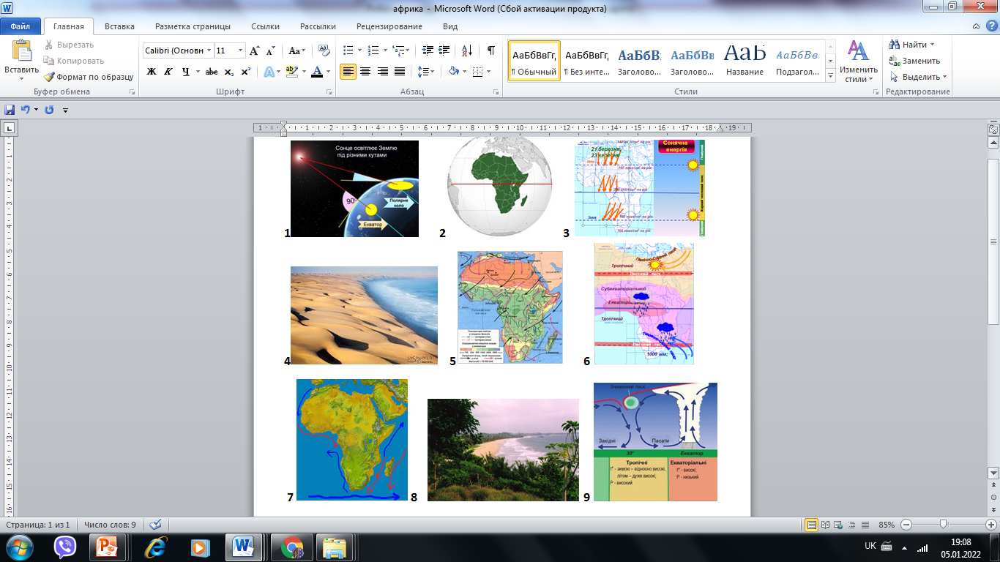 африка - Microsoft Word (Сбой активации продукта)
Файл Главная Вставка Разметка страницы Ссылки Рассылки Рецензирование Вид
Вставить
Вырезать
Копировать
Формат по образцу
Буфер обмена
Calibri (Основн 11
Шрифт
Абзац
АаБбВвГг,
¶ Обычный
АаБбВвГг,
¶ Без инте...
АаБбВ
Заголово...
АаБбВв
Заголово...
АаБ
Название
АаБбВв.
Подзагол...
Изменить стили
Стили
Найти
Заменить
Выделить
Редактирование
Сонце освітлює Землю
під різними кутами
90°
Полярне
коло
Екватор
1
2
21 березня,
23 вересня
Літо
Зима
Сонячна
енергія
3
4
5
Тропічний
Субекваторіальний
Тропічний
1000 мм;
6
7
8
Знижений тиск
Західні
Пасати
30°
Екватор
Тропічні
t° - зимою – відносно високі,
літом – дуже високі;
Р - високий
Екваторіальні
t° - високі;
Р - низький
9
Страница: 1 из 1
Число слов: 9
85%
UK
19:08
05.01.2022